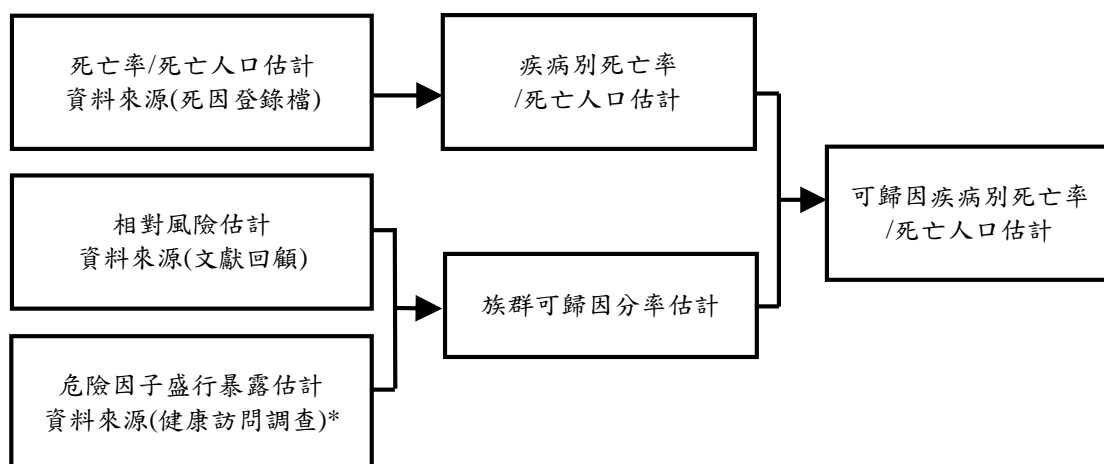 死亡率/死亡人口估計
資料來源(死因登錄檔)
疾病別死亡率
/死亡人口估計
相對風險估計
資料來源(文獻回顧)
危險因子盛行暴露估計
資料來源(健康訪問調查)*
族群可歸因分率估計
可歸因疾病別死亡率
/死亡人口估計